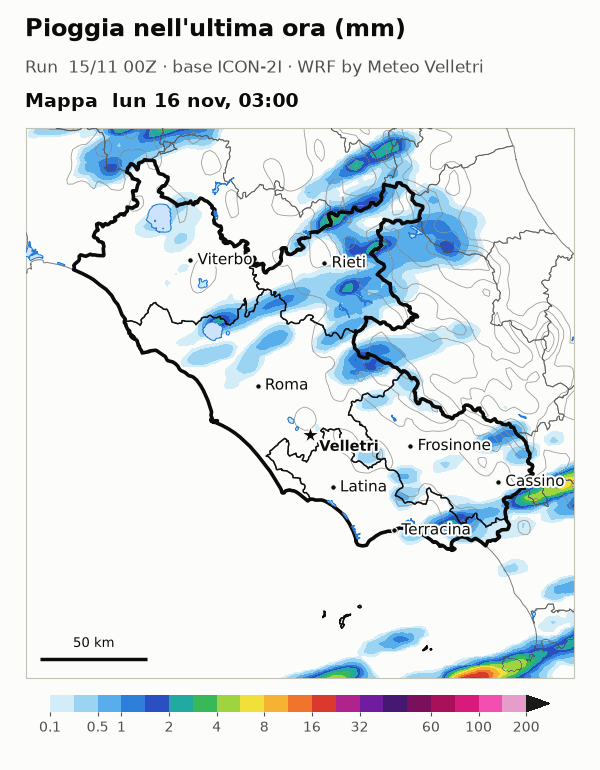 Pioggia nell'ultima ora (mm)
Run  15/11 00Z · base ICON-2I · WRF by Meteo Velletri
Mappa  lun 16 nov, 03:00
Viterbo
Rieti
Roma
Velletri
Frosinone
Latina
Cassino
Terracina
50 km
0.1 0.5 1 2 4 8 16 32 60 100 200